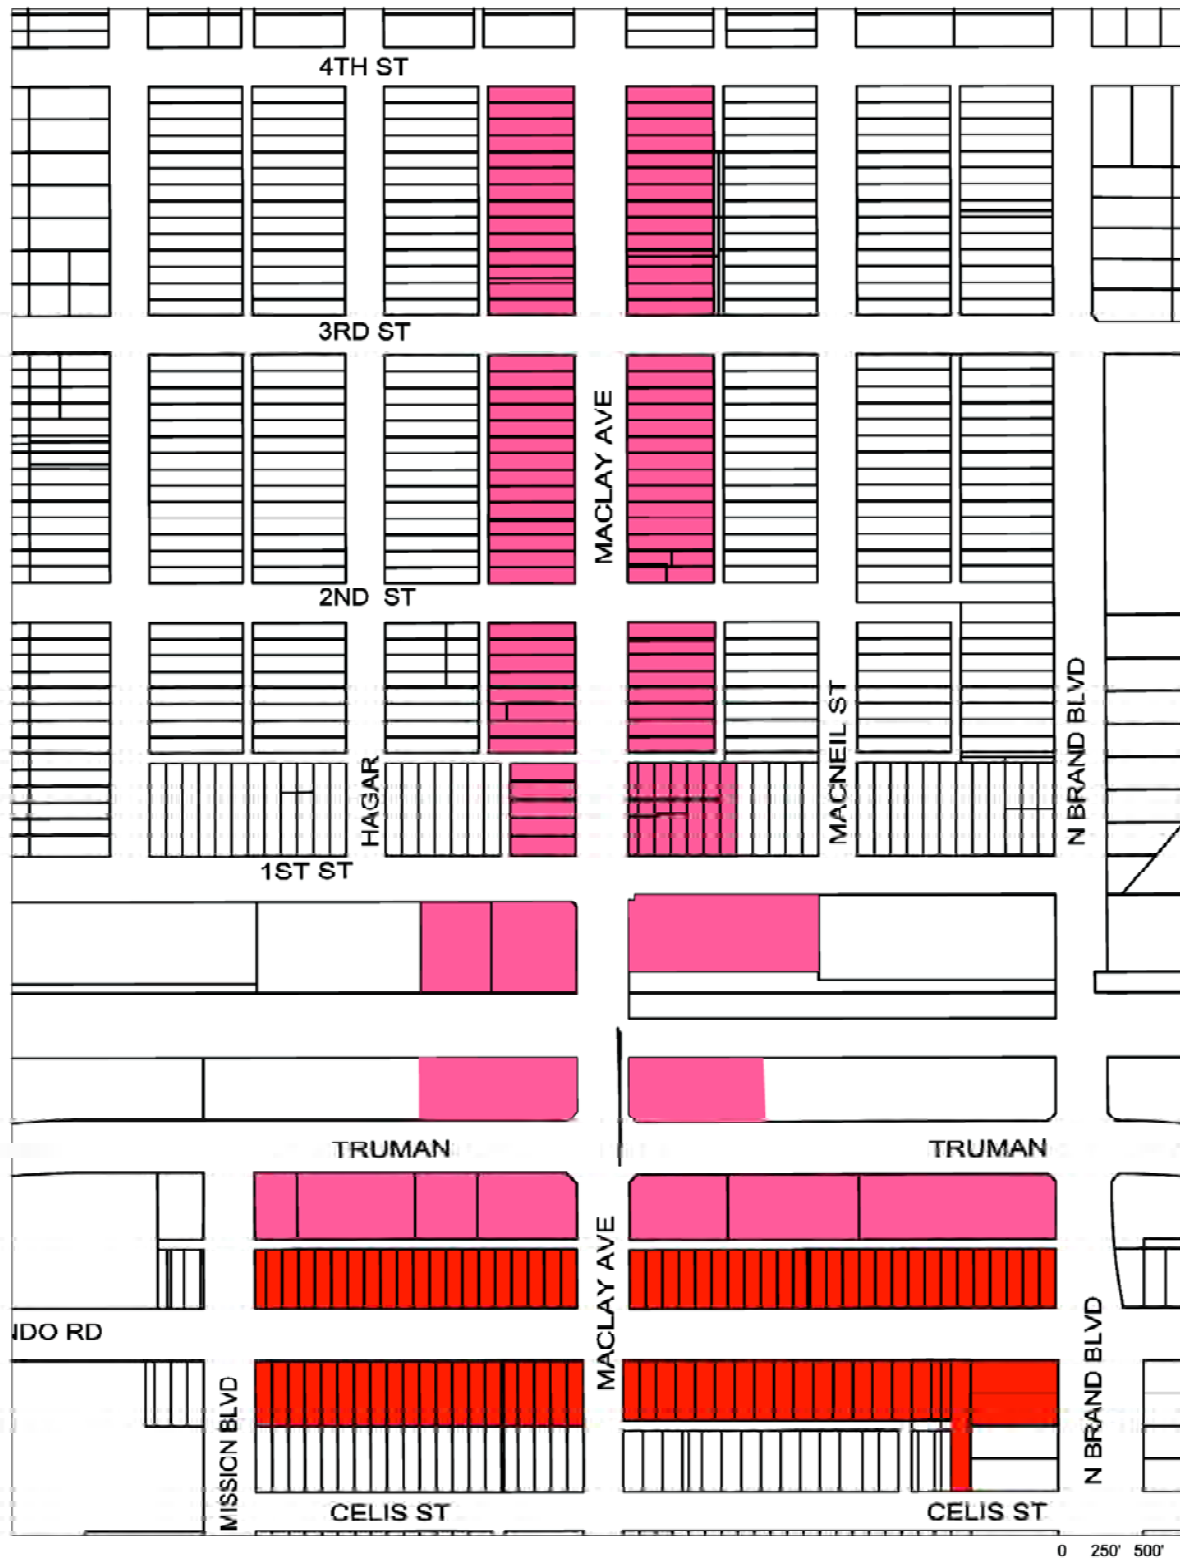 4TH ST
3RD ST
MACLAY AVE
2ND ST
HAGAR
MACNEIL ST
N BRAND BLVD
1ST ST
TRUMAN
TRUMAN
MACLAY AVE
NDO RD
MISSION BLVD
N BRAND BLVD
CELIS ST
CELIS ST
0 250' 500'